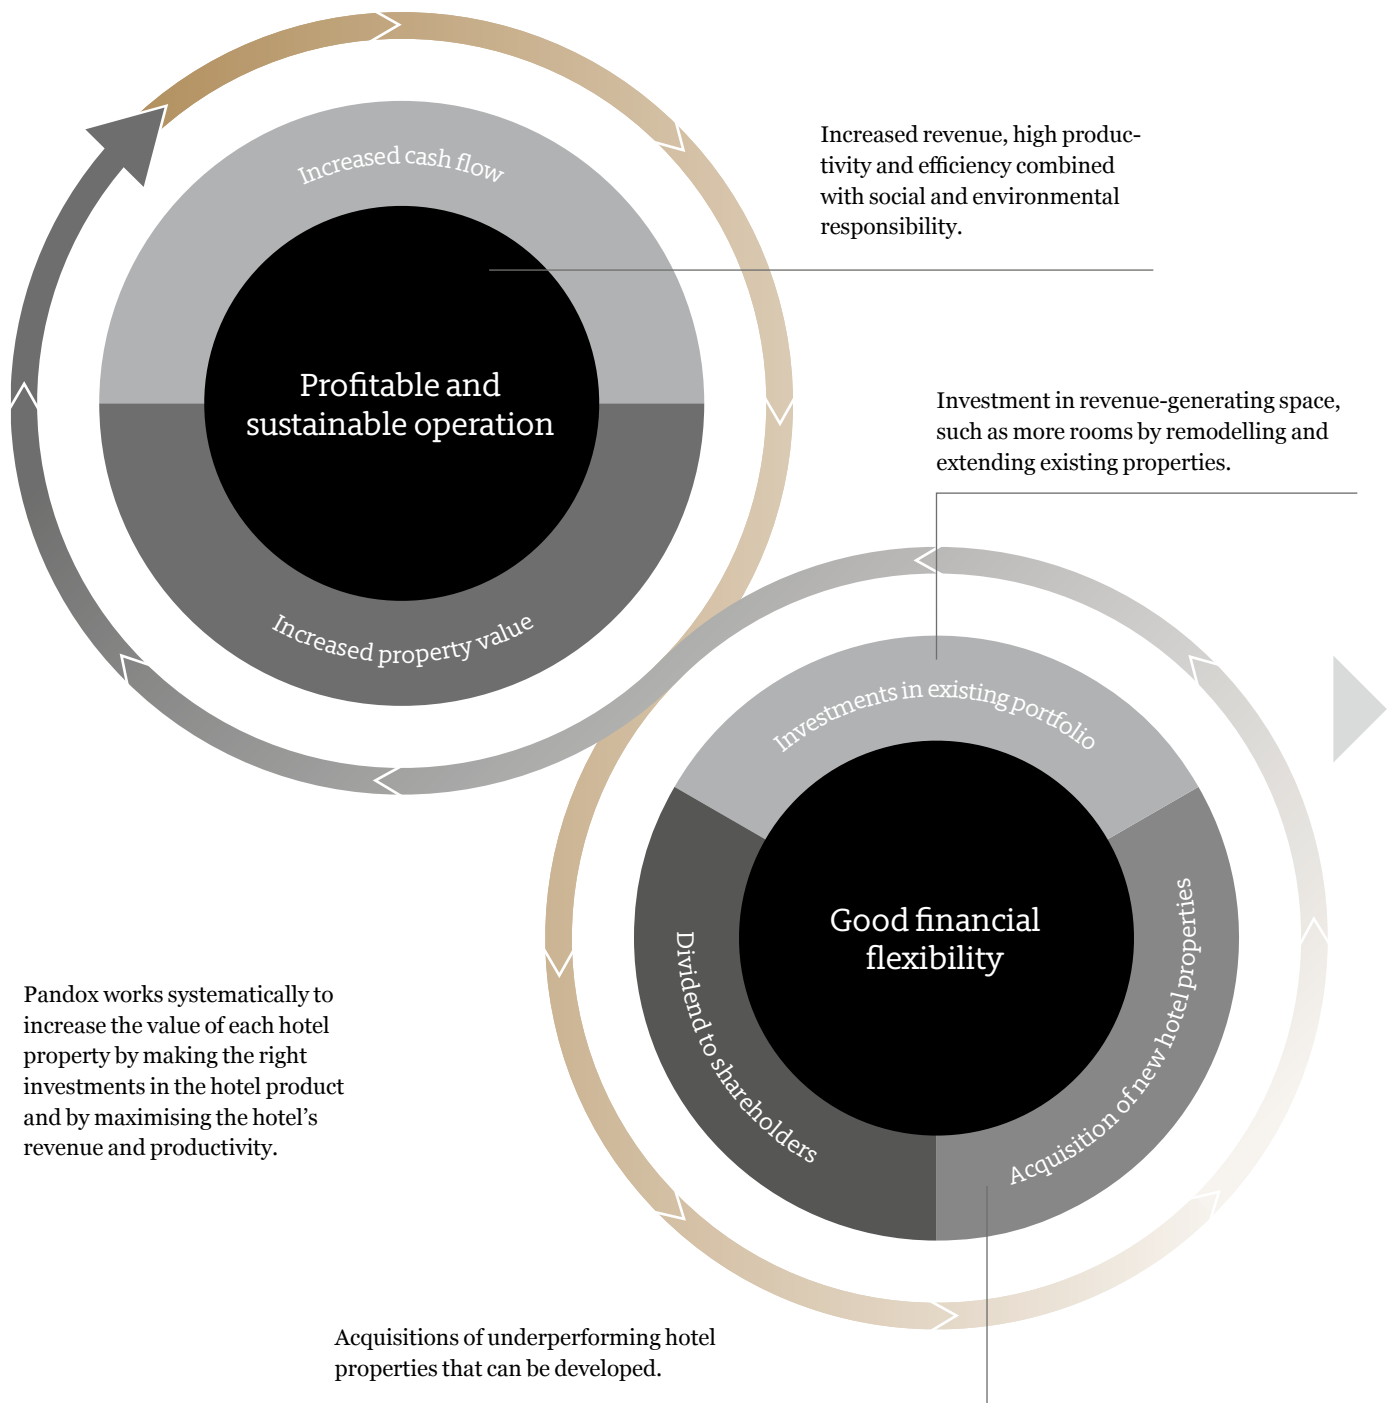 Increased cash flow
Increased revenue, high produc-
tivity and efficiency combined
with social and environmental
responsibility.
Profitable and
sustainable operation
Increased property value
Investment in revenue-generating space,
such as more rooms by remodelling and
extending existing properties.
Investments in existing portfolio
Good financial
flexibility
Dividend to shareholders
Acquisition of new hotel properties
Pandox works systematically to
increase the value of each hotel
property by making the right
investments in the hotel product
and by maximising the hotel’s
revenue and productivity.
Acquisitions of underperforming hotel
properties that can be developed.